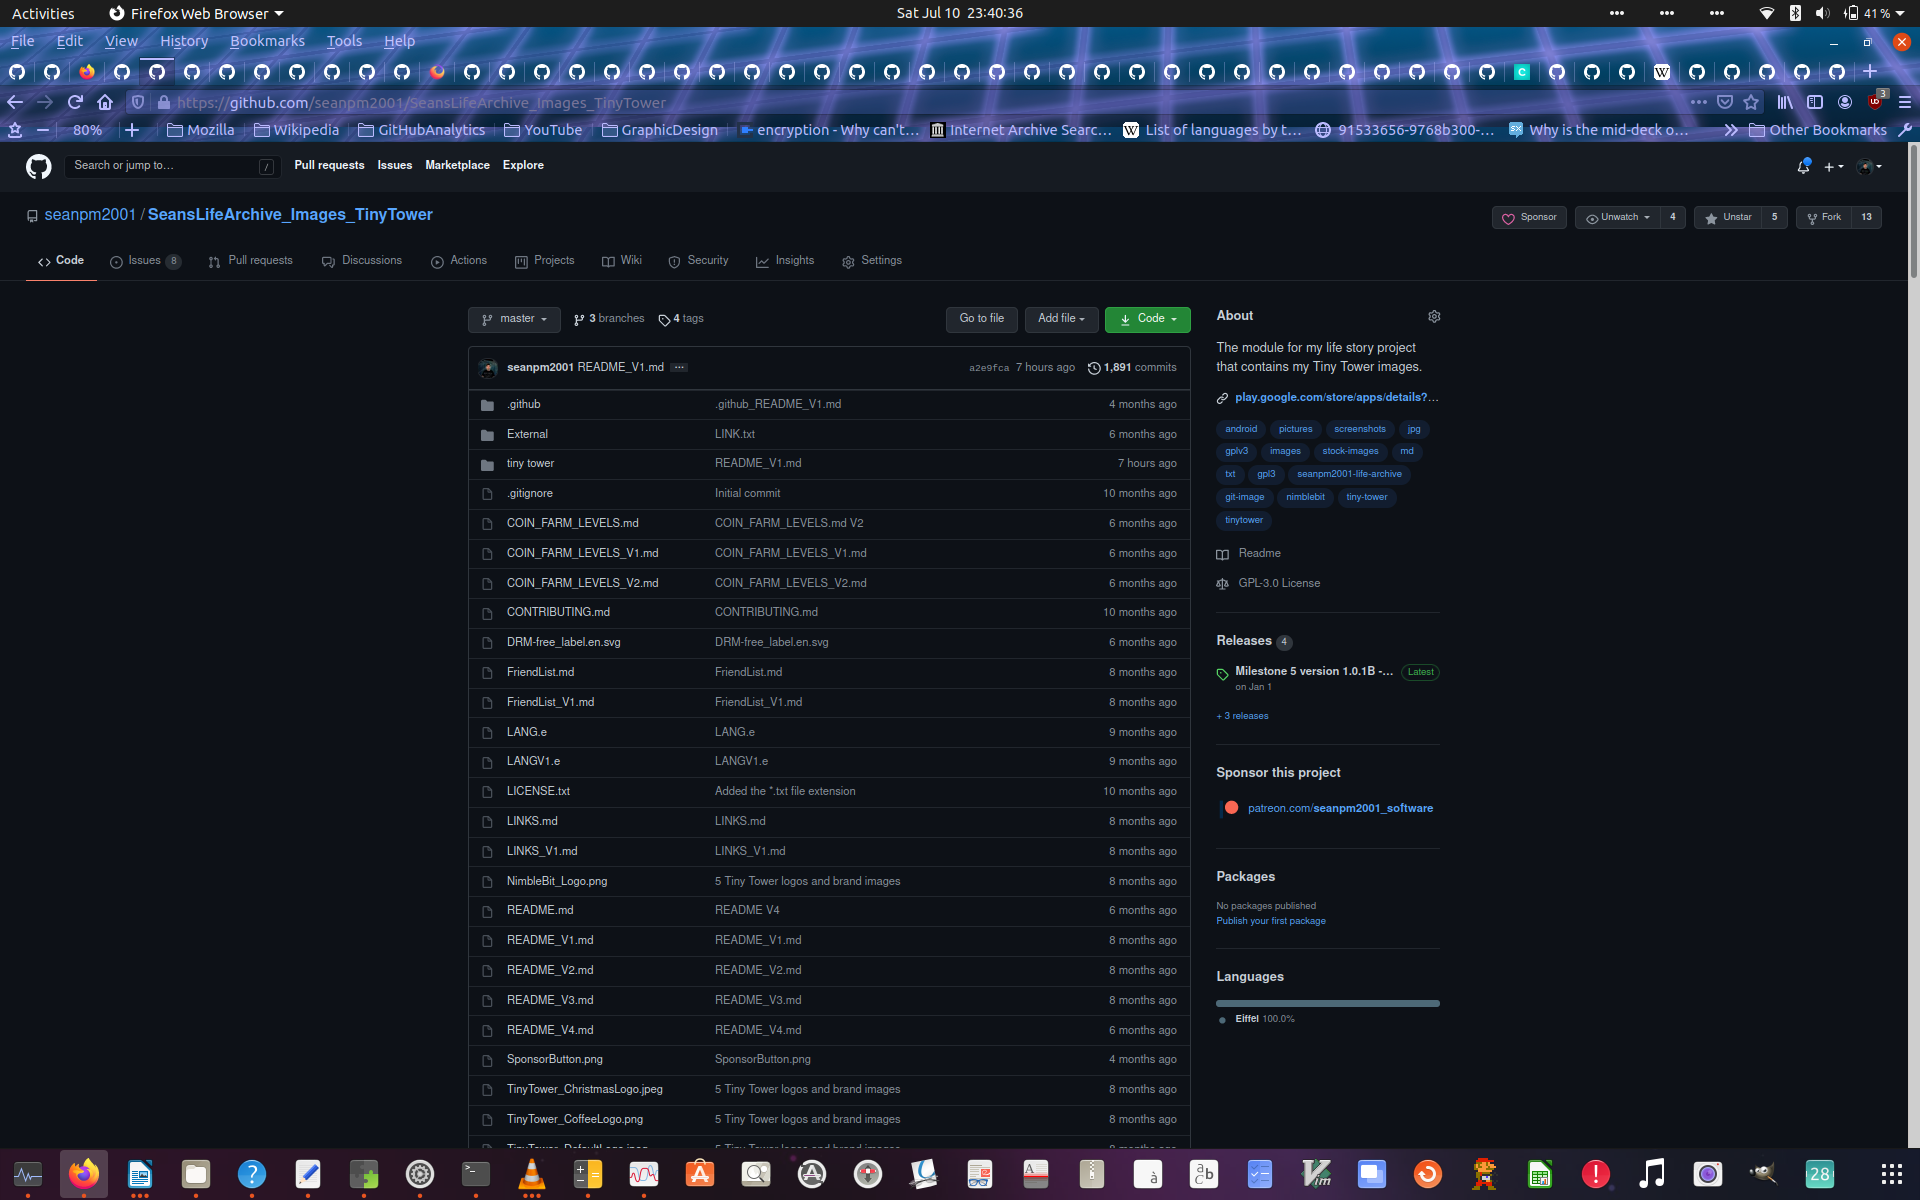 Activities Firefox Web Browser Sat Jul 10 23:40:36 41 %
File Edit View History Bookmarks Tools Help
https://github.com/seanpm2001/SeansLifeArchive_Images_TinyTower 3
80% Mozilla Wikipedia GitHubAnalytics YouTube GraphicDesign encryption - Why can't… Internet Archive Searc… List of languages by t… 91533656-9768b300-… Why is the mid-deck o… Other Bookmarks
Search or jump to… / Pull requests Issues Marketplace Explore
seanpm2001 / SeansLifeArchive_Images_TinyTower Sponsor Unwatch 4 Unstar 5 Fork 13
Code Issues 8 Pull requests Discussions Actions Projects Wiki Security Insights Settings
master 3 branches 4 tags Go to file Add file Code
seanpm2001 README_V1.md ... a2e9fca 7 hours ago 1,891 commits
.github .github_README_V1.md 4 months ago
External LINK.txt 6 months ago
tiny tower README_V1.md 7 hours ago
.gitignore Initial commit 10 months ago
COIN_FARM_LEVELS.md COIN_FARM_LEVELS.md V2 6 months ago
COIN_FARM_LEVELS_V1.md COIN_FARM_LEVELS_V1.md 6 months ago
COIN_FARM_LEVELS_V2.md COIN_FARM_LEVELS_V2.md 6 months ago
CONTRIBUTING.md CONTRIBUTING.md 10 months ago
DRM-free_label.en.svg DRM-free_label.en.svg 6 months ago
FriendList.md FriendList.md 8 months ago
FriendList_V1.md FriendList_V1.md 8 months ago
LANG.e LANG.e 9 months ago
LANGV1.e LANGV1.e 9 months ago
LICENSE.txt Added the *.txt file extension 10 months ago
LINKS.md LINKS.md 8 months ago
LINKS_V1.md LINKS_V1.md 8 months ago
NimbleBit_Logo.png 5 Tiny Tower logos and brand images 8 months ago
README.md README V4 6 months ago
README_V1.md README_V1.md 8 months ago
README_V2.md README_V2.md 8 months ago
README_V3.md README_V3.md 8 months ago
README_V4.md README_V4.md 6 months ago
SponsorButton.png SponsorButton.png 4 months ago
TinyTower_ChristmasLogo.jpeg 5 Tiny Tower logos and brand images 8 months ago
TinyTower_CoffeeLogo.png 5 Tiny Tower logos and brand images 8 months ago
About
The module for my life story project
that contains my Tiny Tower images.
play.google.com/store/apps/details?…
android pictures screenshots jpg
gplv3 images stock-images md
txt gpl3 seanpm2001-life-archive
git-image nimblebit tiny-tower
tinytower
Readme
GPL-3.0 License
Releases 4
Milestone 5 version 1.0.1B -… Latest
on Jan 1
+ 3 releases
Sponsor this project
patreon.com/seanpm2001_software
Packages
No packages published
Publish your first package
Languages
Eiffel 100.0%
28